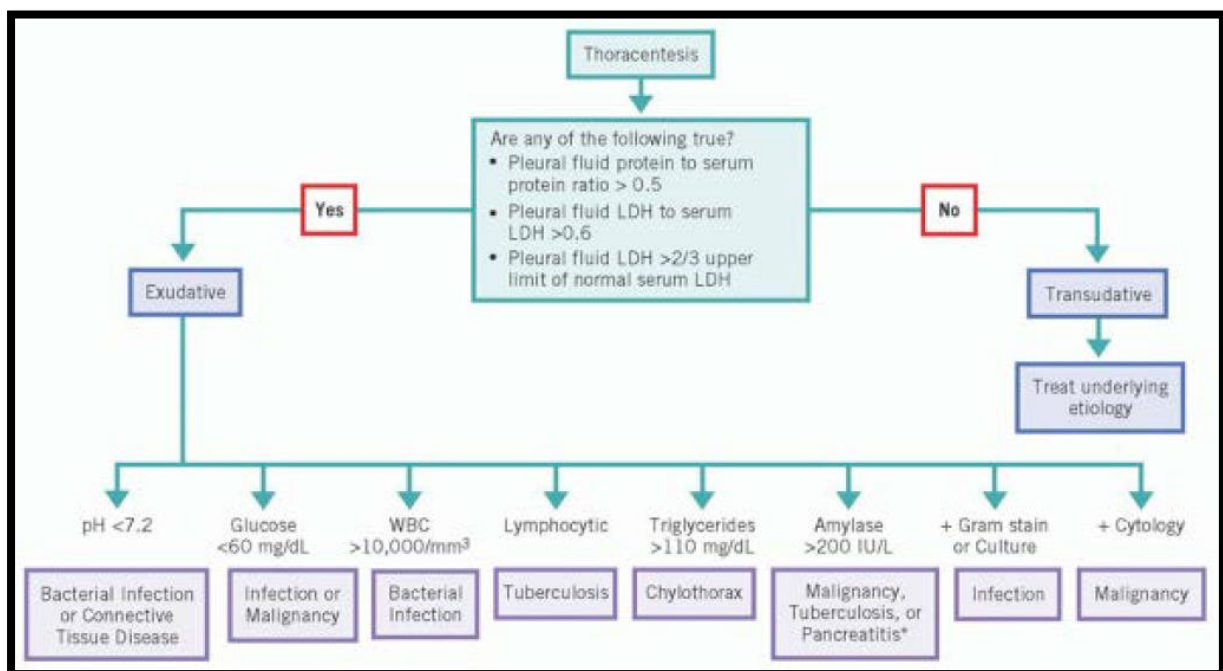 Thoracentesis
Are any of the following true?
• Pleural fluid protein to serum
protein ratio > 0.5
• Pleural fluid LDH to serum
LDH >0.6
• Pleural fluid LDH >2/3 upper
limit of normal serum LDH
Yes
No
Exudative
Transudative
Treat underlying
etiology
pH <7.2
Bacterial Infection
or Connective
Tissue Disease
Glucose
<60 mg/dL
Infection or
Malignancy
WBC
>10,000/mm³
Bacterial
Infection
Lymphocytic
Tuberculosis
Triglycerides
>110 mg/dL
Chylothorax
Amylase
>200 IU/L
Malignancy,
Tuberculosis, or
Pancreatitis*
+ Gram stain
or Culture
Infection
+ Cytology
Malignancy